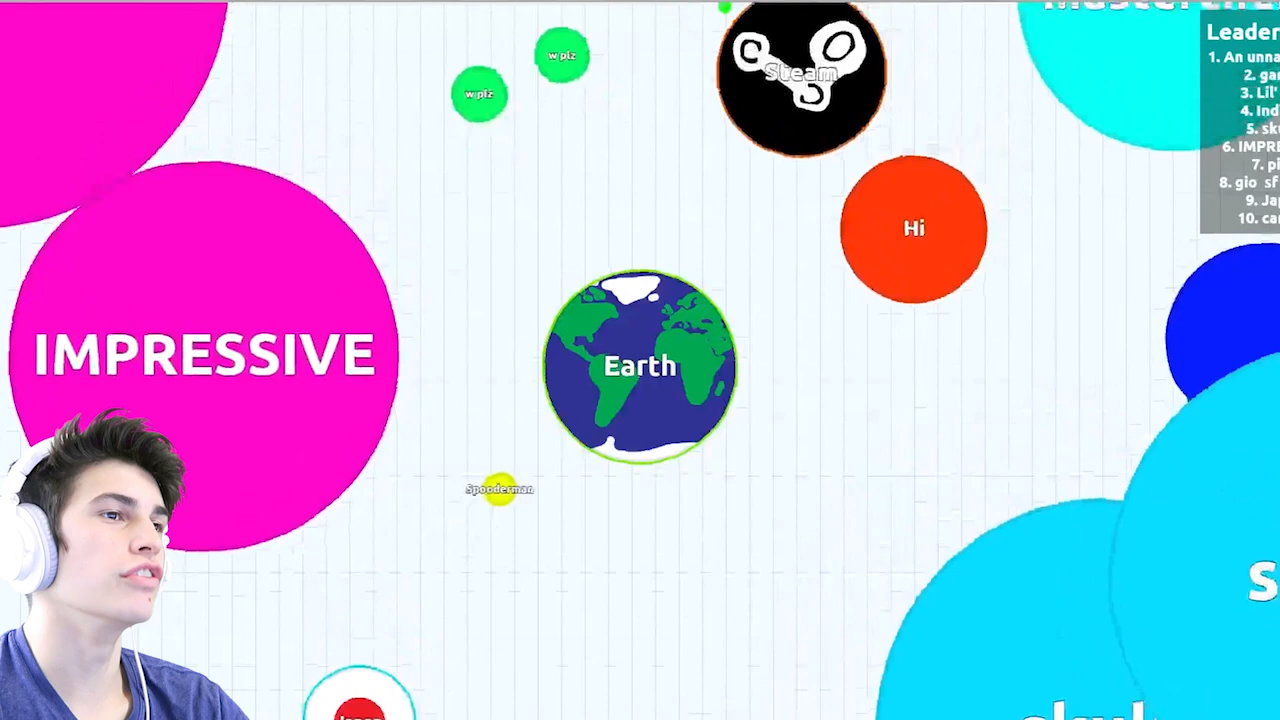 w plz
w plz
Steam
Leader
1. An unna
2. ga
3. Lil'
4. Ind
5. sk
6. IMPRE
7. pi
8. gio sf
9. Ja
10. ca
Hi
IMPRESSIVE
Earth
Spooderman
S